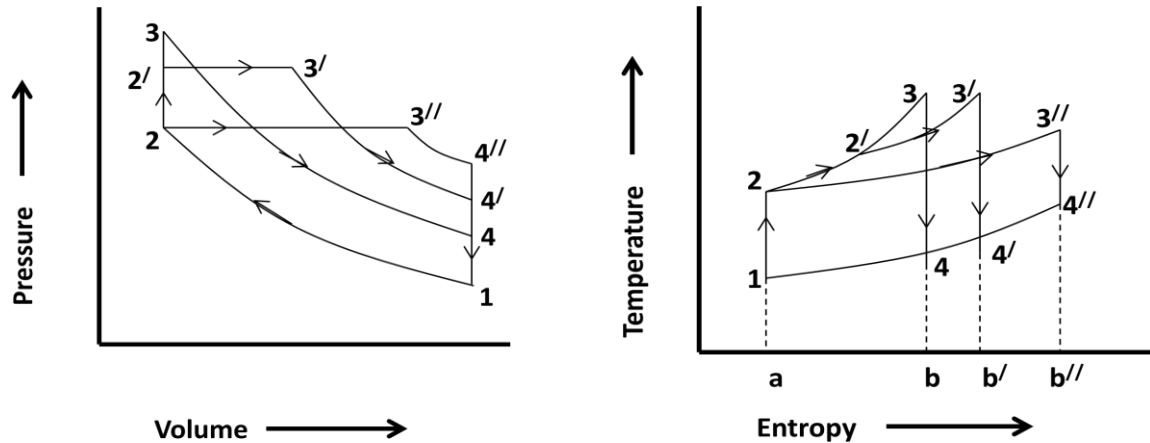 3
2/
3/
2
3//
4//
4/
4
1
Pressure
Volume
3
3/
3//
2/
2
4//
4/
4
1
a
b
b/
b//
Temperature
Entropy